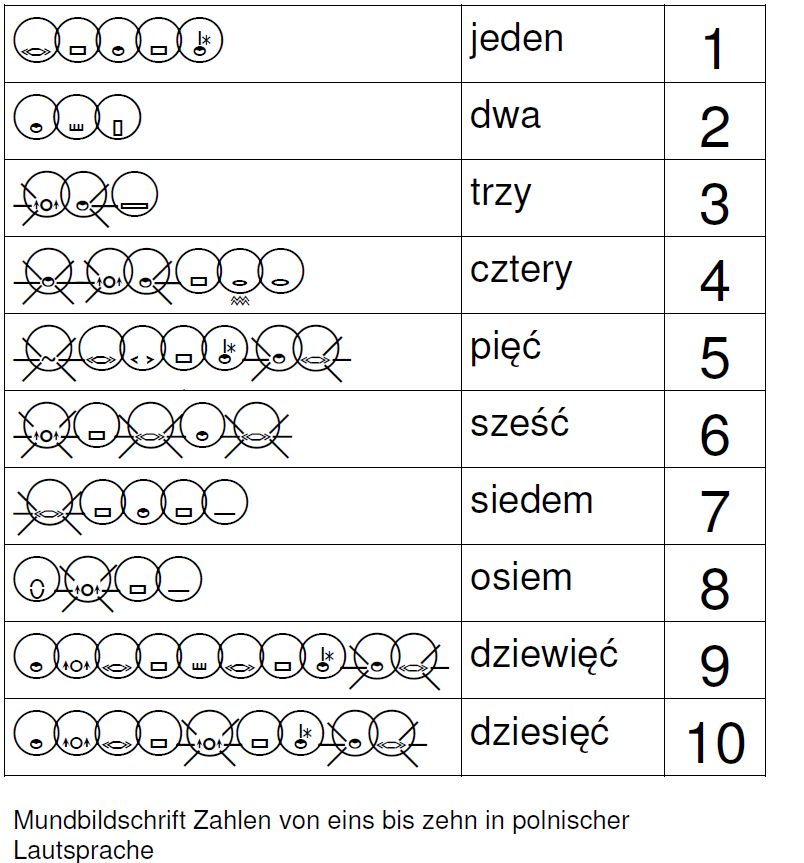 jeden 1
dwa 2
trzy 3
cztery 4
pięć 5
sześć 6
siedem 7
osiem 8
dziewięć 9
dziesięć 10
Mundbildschrift Zahlen von eins bis zehn in polnischer
Lautsprache